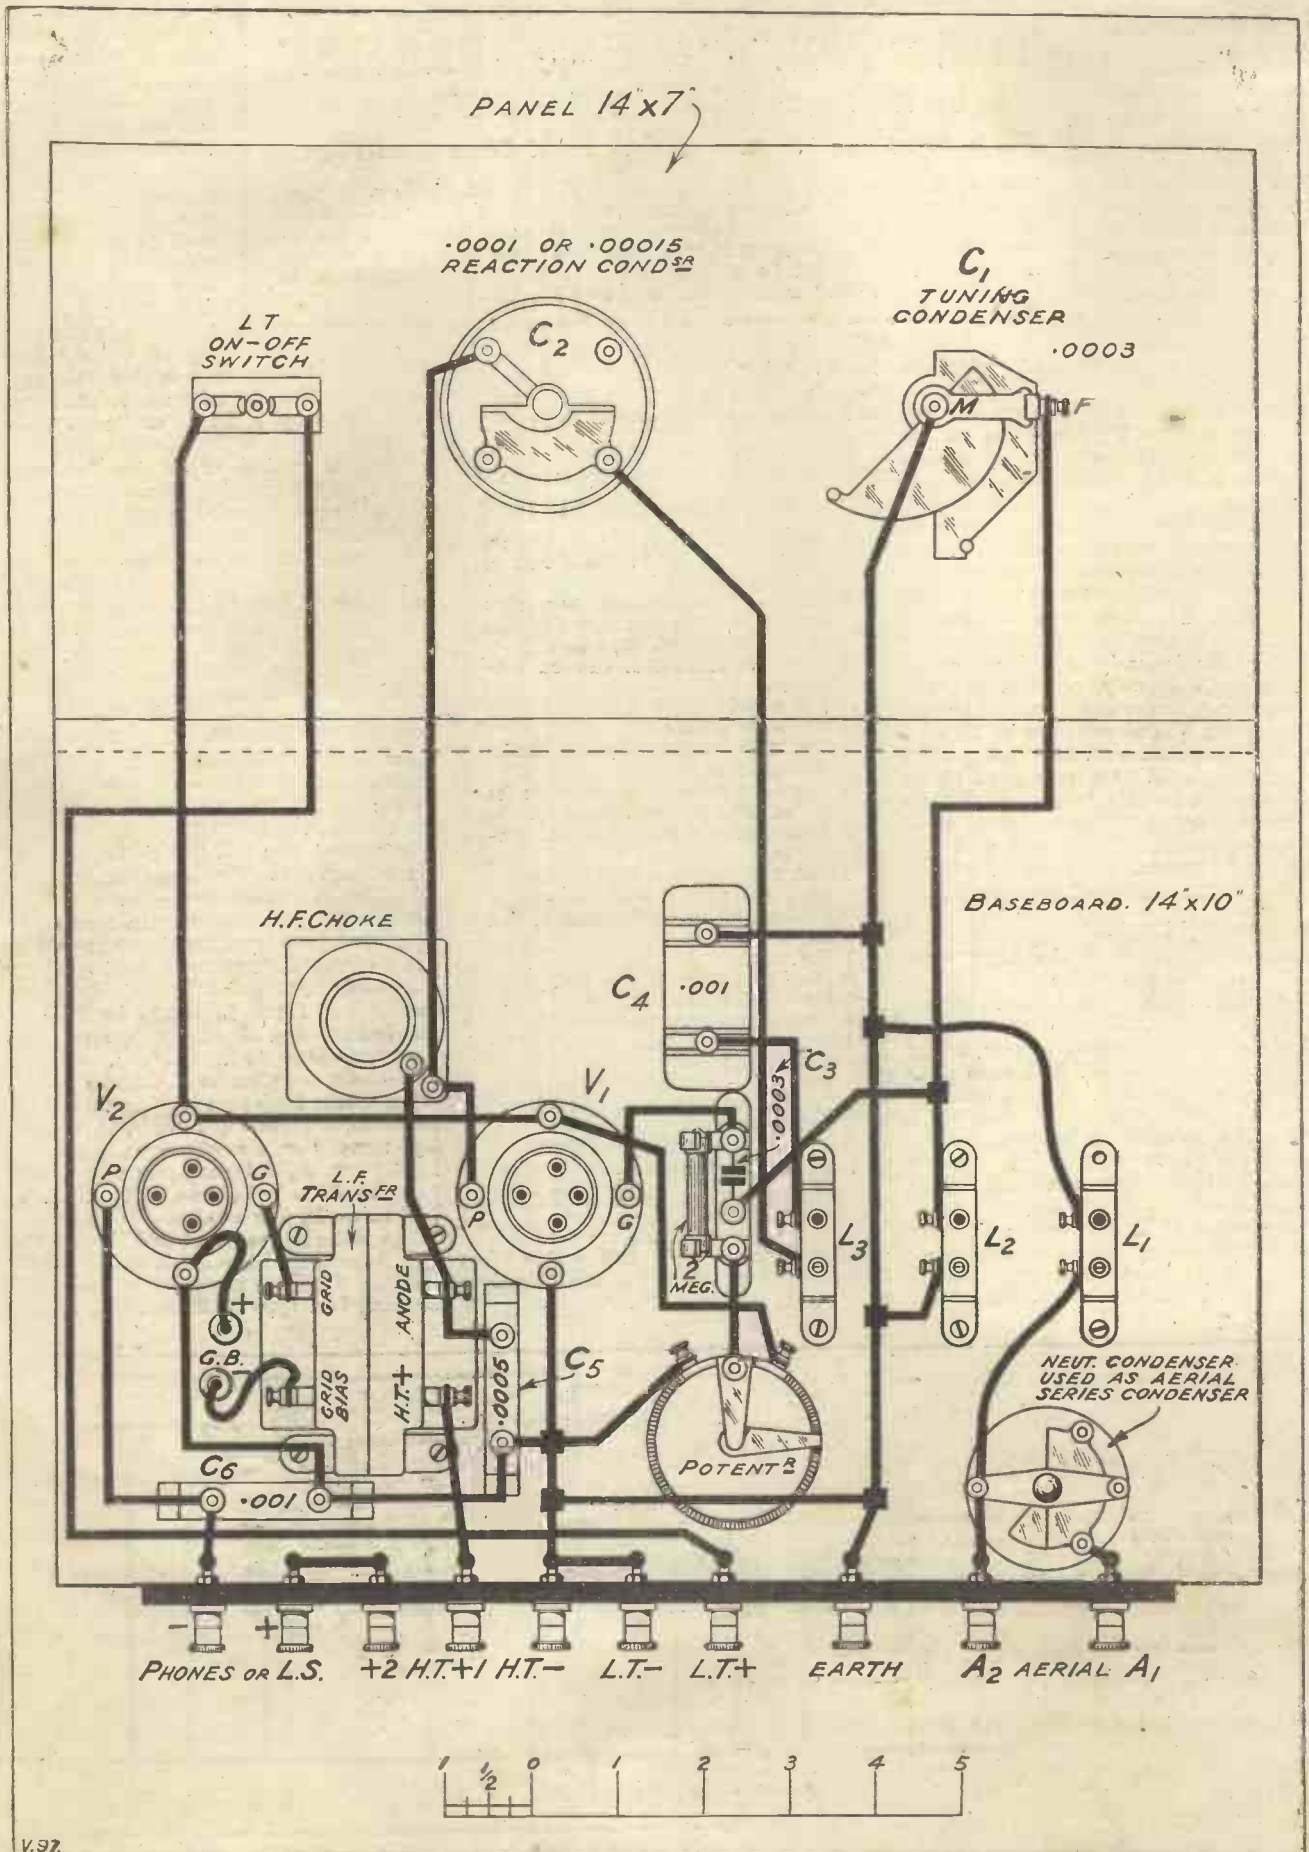 PANEL 14"x7"
·0001 OR ·00015
REACTION CONDSR
C1
TUNING
CONDENSER
·0003
LT
ON-OFF
SWITCH
C2
M
F
H.F. CHOKE
BASEBOARD. 14"x10"
C4
·001
C3
·0003
V2
V1
P
G
L.F.
TRANSFR
P
G
L3
L2
L1
2
MEG.
GRID
ANODE
+
G.B.
-
GRID
BIAS
H.T.+
·0005
C5
NEUT. CONDENSER
USED AS AERIAL
SERIES CONDENSER
POTENTR
C6
·001
- +
PHONES OR L.S. +2 H.T.+1 H.T.- L.T.- L.T.+ EARTH A2 AERIAL A1
1 1/2 0 1 2 3 4 5
V.97.